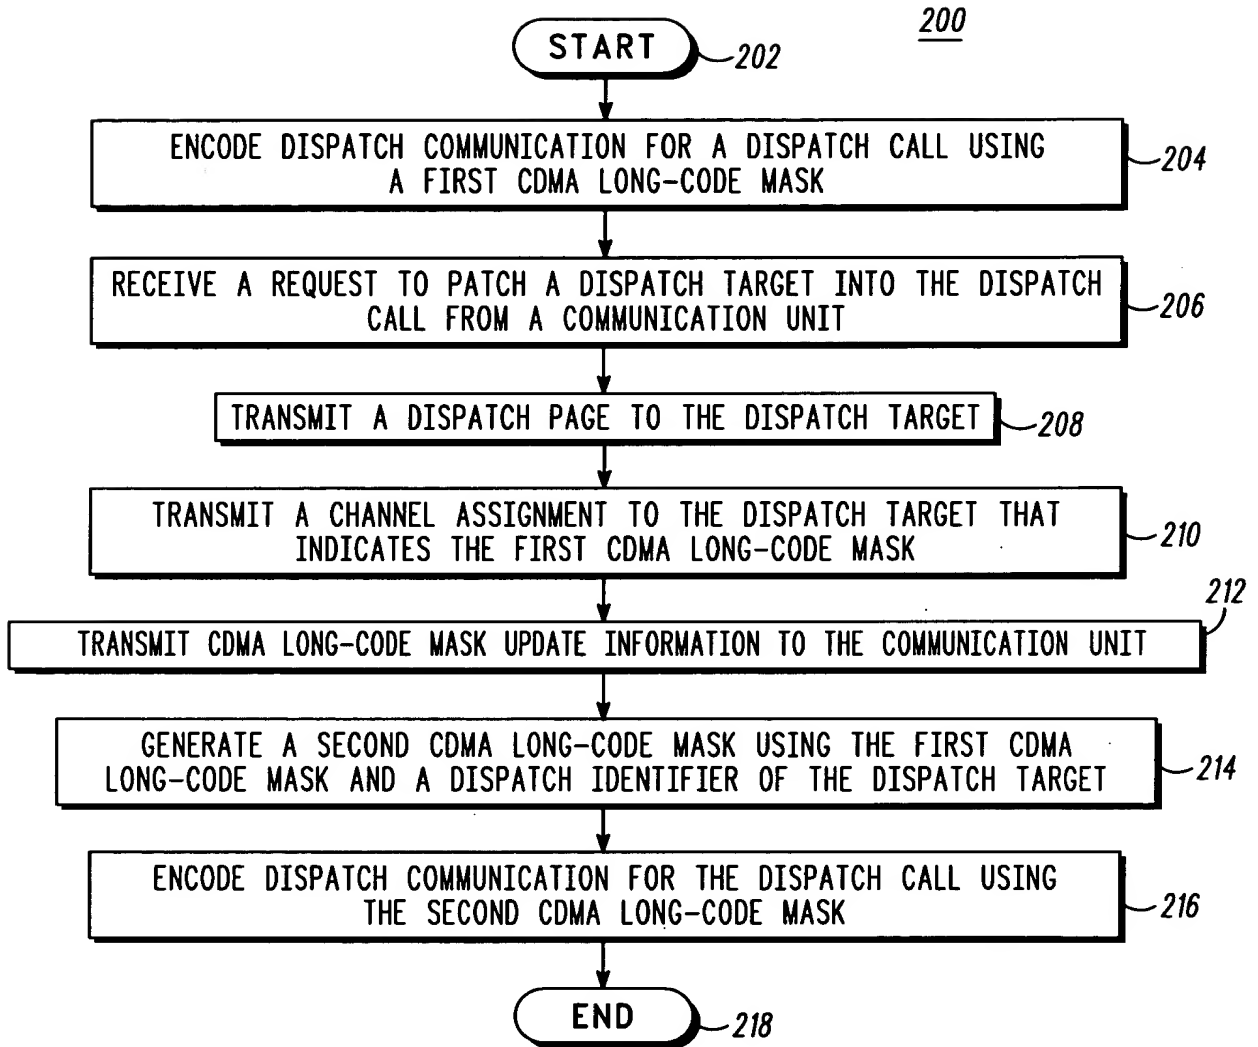 200
START
202
ENCODE DISPATCH COMMUNICATION FOR A DISPATCH CALL USING
A FIRST CDMA LONG-CODE MASK
204
RECEIVE A REQUEST TO PATCH A DISPATCH TARGET INTO THE DISPATCH
CALL FROM A COMMUNICATION UNIT
206
TRANSMIT A DISPATCH PAGE TO THE DISPATCH TARGET
208
TRANSMIT A CHANNEL ASSIGNMENT TO THE DISPATCH TARGET THAT
INDICATES THE FIRST CDMA LONG-CODE MASK
210
212
TRANSMIT CDMA LONG-CODE MASK UPDATE INFORMATION TO THE COMMUNICATION UNIT
GENERATE A SECOND CDMA LONG-CODE MASK USING THE FIRST CDMA
LONG-CODE MASK AND A DISPATCH IDENTIFIER OF THE DISPATCH TARGET
214
ENCODE DISPATCH COMMUNICATION FOR THE DISPATCH CALL USING
THE SECOND CDMA LONG-CODE MASK
216
END
218